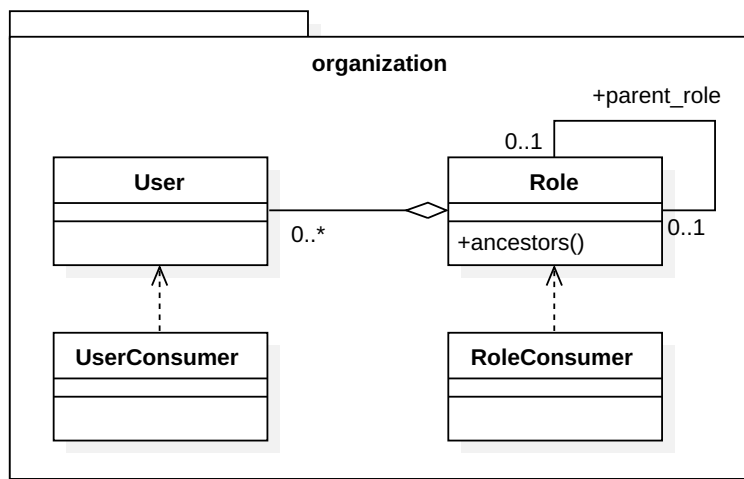 organization
+parent_role
0..1
User
Role
0..*
0..1
+ancestors()
UserConsumer
RoleConsumer